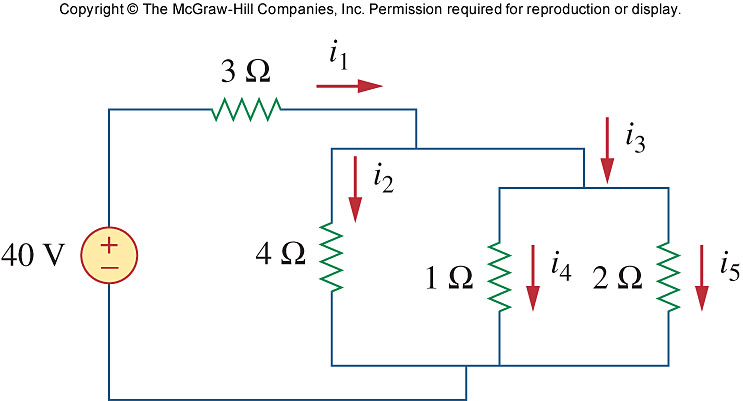 Copyright © The McGraw-Hill Companies, Inc. Permission required for reproduction or display.
3 Ω
i1
i3
i2
40 V
+
−
4 Ω
1 Ω
i4
2 Ω
i5